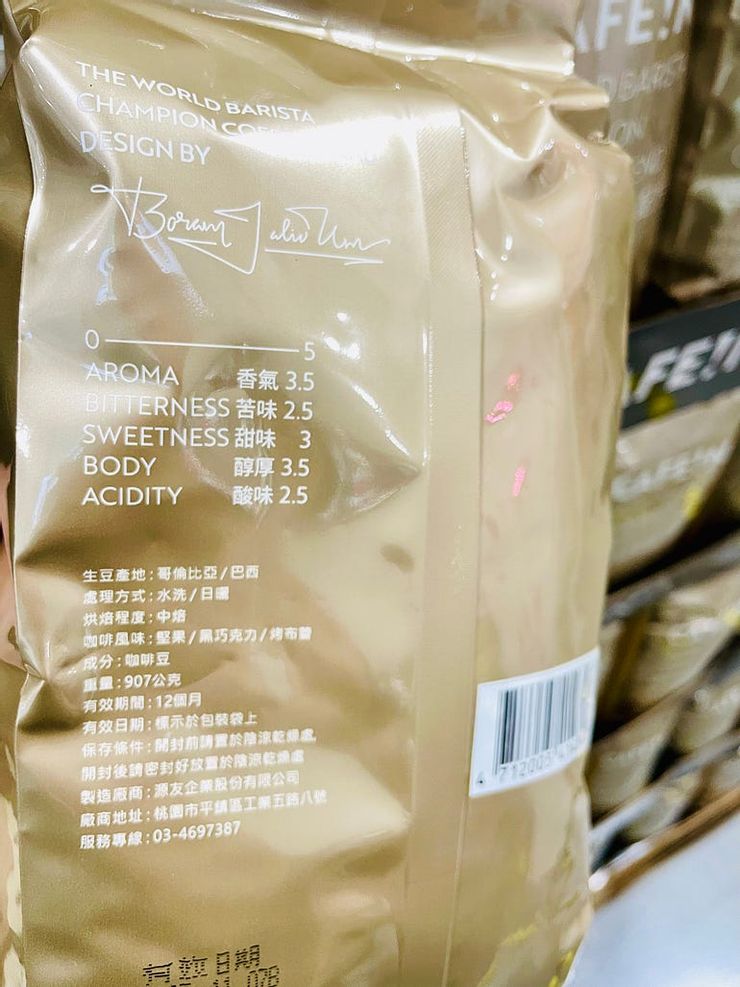 THE WORLD BARISTA
CHAMPION
DESIGN BY
Boram Julio Um
0 5
AROMA 香氣 3.5
BITTERNESS 苦味 2.5
SWEETNESS 甜味 3
BODY 醇厚 3.5
ACIDITY 酸味 2.5
生豆產地：哥倫比亞/巴西
處理方式：水洗/日曬
烘焙程度：中焙
咖啡風味：堅果/黑巧克力/烤布蕾
成分：咖啡豆
重量：907公克
有效期間：12個月
有效日期：標示於包裝袋上
保存條件：開封前請置於陰涼乾燥處,
開封後請密封好放置於陰涼乾燥處
製造廠商：源友企業股份有限公司
廠商地址：桃園市平鎮區工業五路八號
服務專線：03-4697387
有效日期